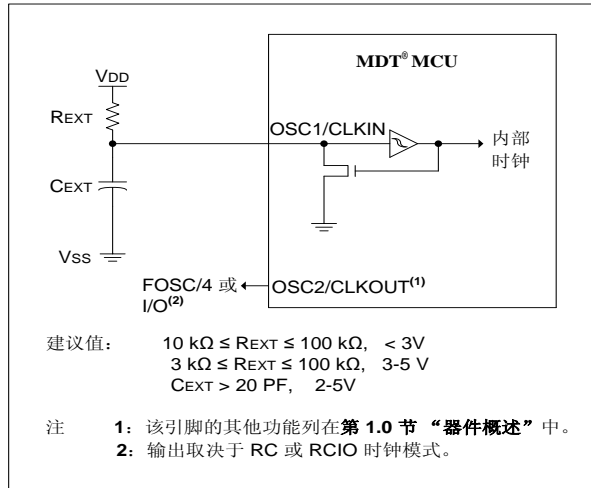 MDT® MCU
VDD
REXT
OSC1/CLKIN
内部
时钟
CEXT
VSS
FOSC/4 或
I/O(2)
OSC2/CLKOUT(1)
建议值: 10 kΩ ≤ REXT ≤ 100 kΩ, < 3V
3 kΩ ≤ REXT ≤ 100 kΩ, 3-5 V
CEXT > 20 PF, 2-5V
注 1: 该引脚的其他功能列在第 1.0 节 “器件概述”中。
2: 输出取决于 RC 或 RCIO 时钟模式。